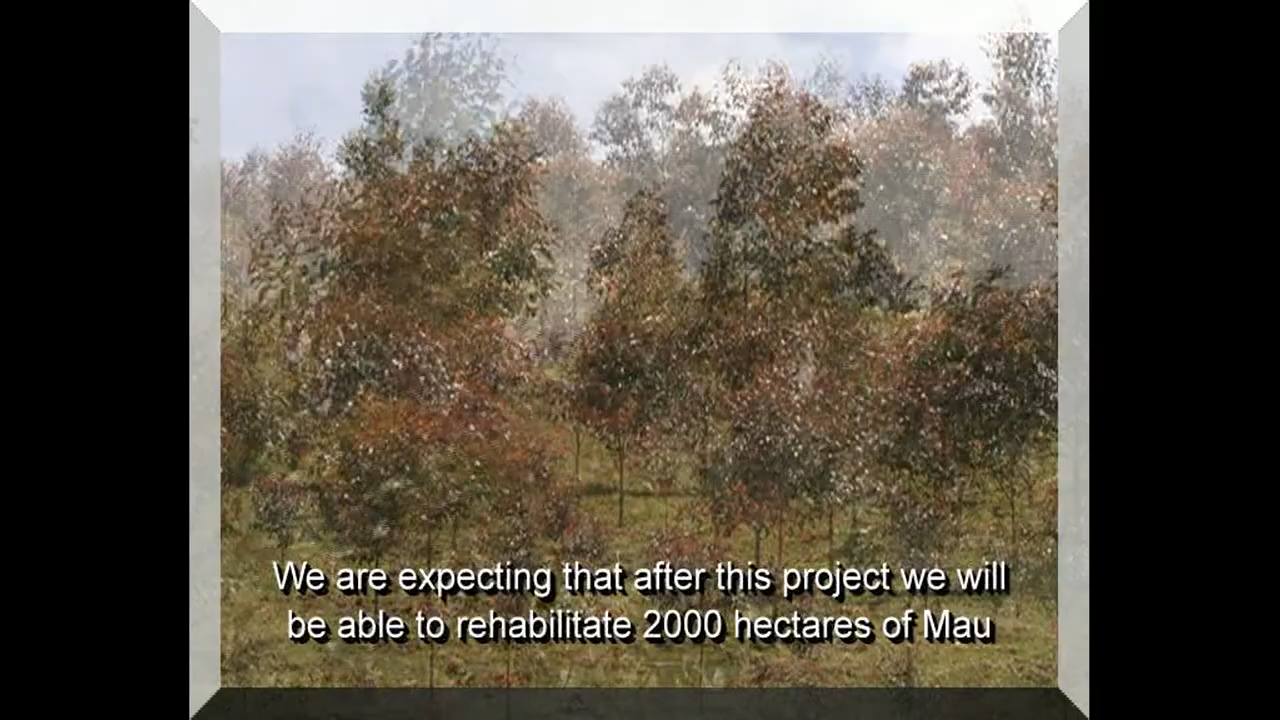 We are expecting that after this project we will
be able to rehabilitate 2000 hectares of Mau